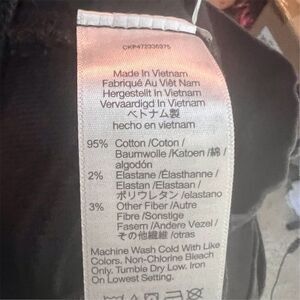 CKP472336375
Made In Vietnam
Fabriqué Au Viêt Nam
Hergestellt In Vietnam
Vervaardigd In Vietnam
ベトナム製
hecho en vietnam
95% Cotton /Coton /
Baumwolle /Katoen /綿 /
algodón
2% Elastane /Élasthanne /
Elastan /Elastaan /
ポリウレタン /elastano
3% Other Fiber /Autre
Fibre /Sonstige
Fasern /Andere Vezel /
その他繊維 /otras
Machine Wash Cold With Like
Colors. Non-Chlorine Bleach
Only. Tumble Dry Low. Iron
On Lowest Setting.